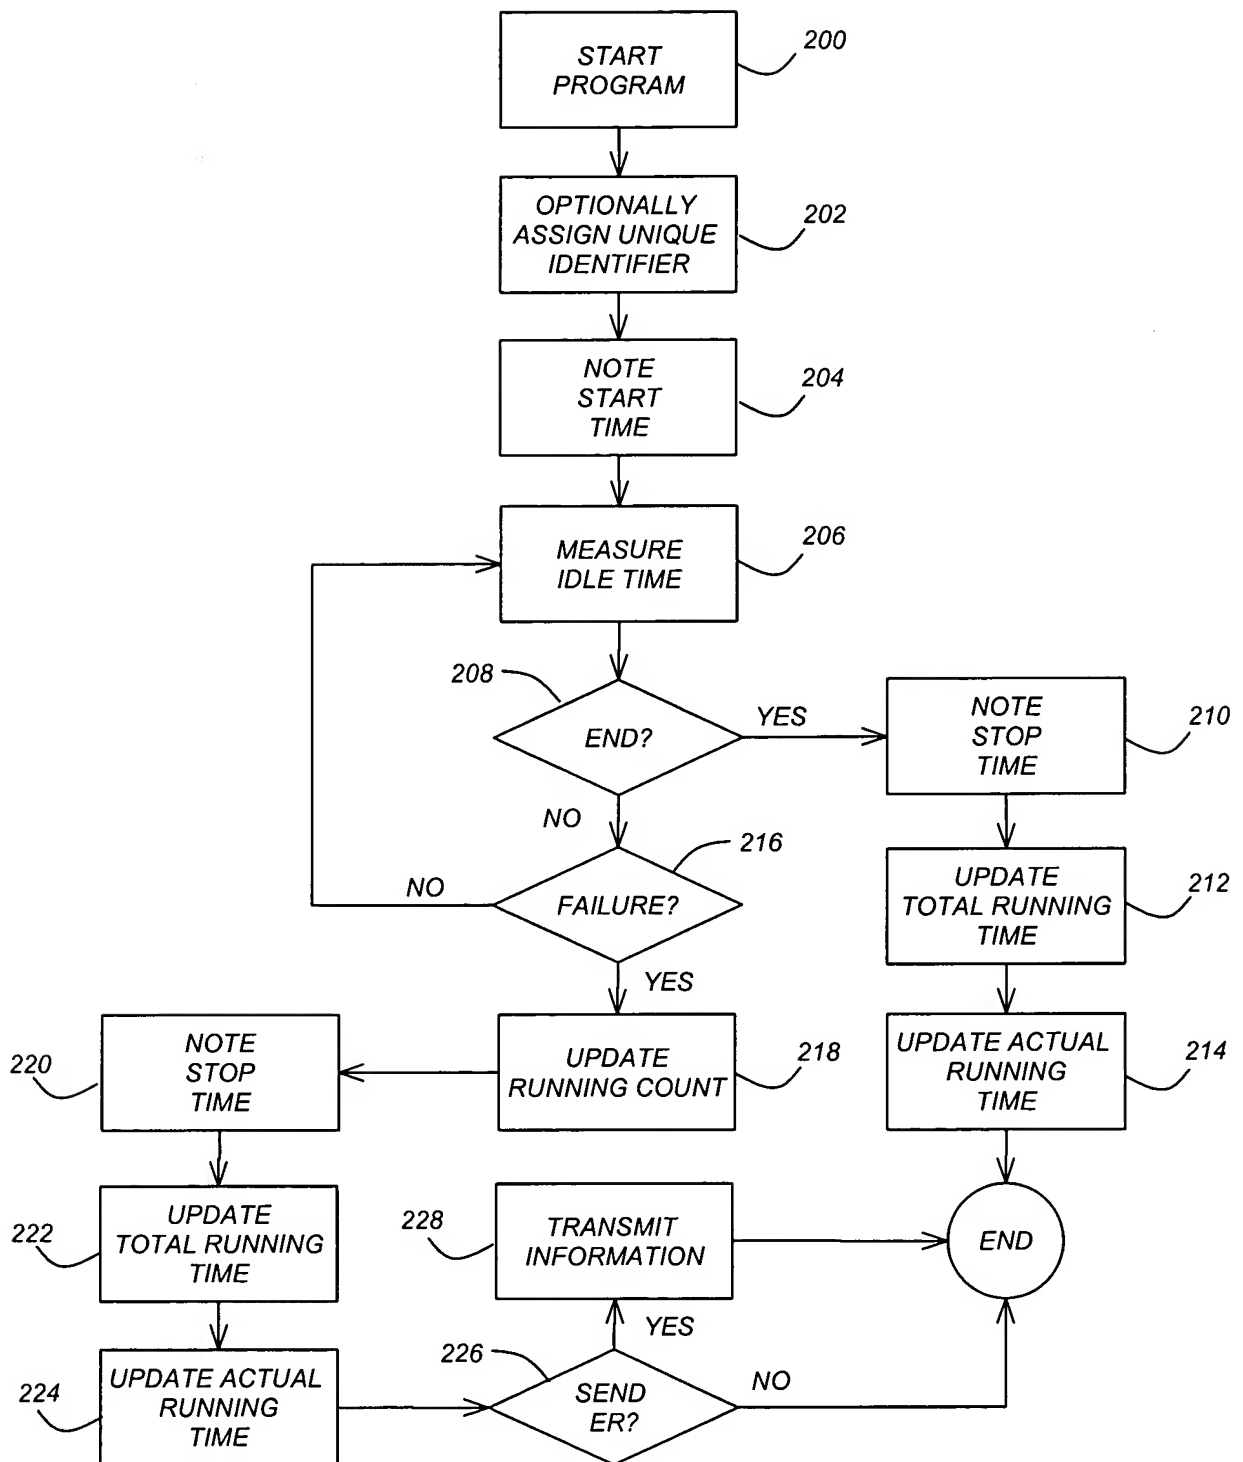 START
PROGRAM
200
OPTIONALLY
ASSIGN UNIQUE
IDENTIFIER
202
NOTE
START
TIME
204
MEASURE
IDLE TIME
206
208
END?
YES
NOTE
STOP
TIME
210
NO
216
FAILURE?
NO
YES
UPDATE
TOTAL RUNNING
TIME
212
UPDATE ACTUAL
RUNNING
TIME
214
UPDATE
RUNNING COUNT
218
220
NOTE
STOP
TIME
222
UPDATE
TOTAL RUNNING
TIME
224
UPDATE ACTUAL
RUNNING
TIME
226
SEND
ER?
YES
NO
228
TRANSMIT
INFORMATION
END